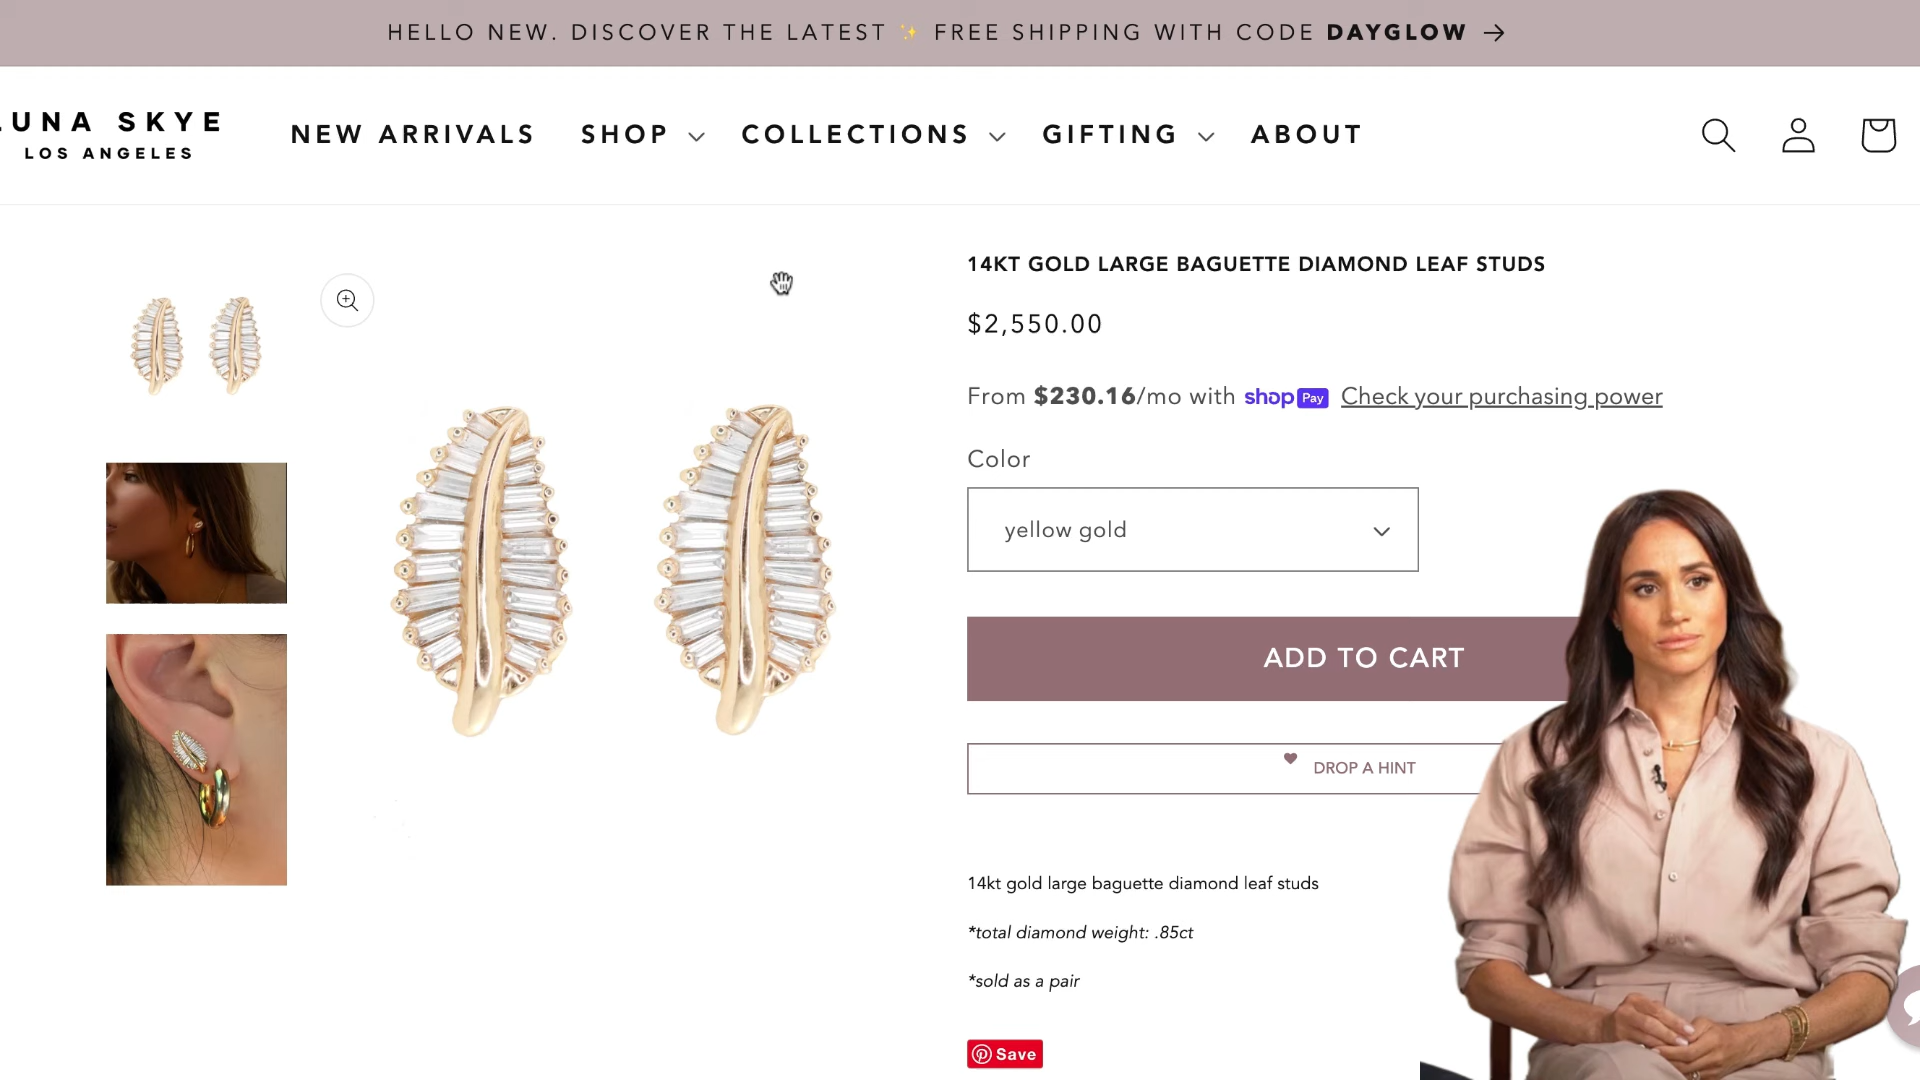 HELLO NEW. DISCOVER THE LATEST ✨ FREE SHIPPING WITH CODE DAYGLOW →
LUNA SKYE
LOS ANGELES
NEW ARRIVALS SHOP COLLECTIONS GIFTING ABOUT
14KT GOLD LARGE BAGUETTE DIAMOND LEAF STUDS
$2,550.00
From $230.16/mo with shop Pay Check your purchasing power
Color
yellow gold
ADD TO CART
DROP A HINT
14kt gold large baguette diamond leaf studs
*total diamond weight: .85ct
*sold as a pair
Save